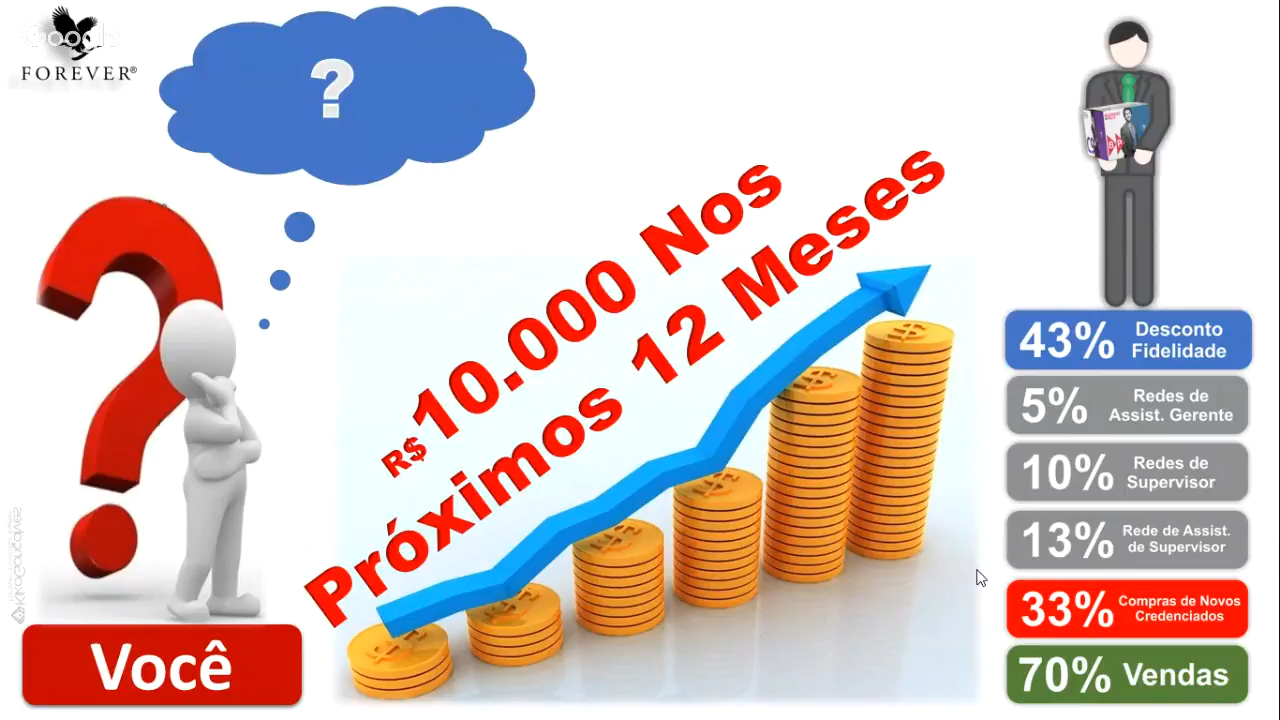 Google
FOREVER®
?
R$10.000 Nos
Próximos 12 Meses
Você
43% Desconto
Fidelidade
5% Redes de
Assist. Gerente
10% Redes de
Supervisor
13% Rede de Assist.
de Supervisor
33% Compras de Novos
Credenciados
70% Vendas